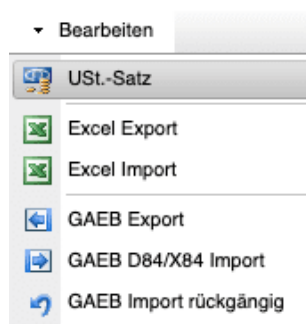 Bearbeiten
USt.-Satz
Excel Export
Excel Import
GAEB Export
GAEB D84/X84 Import
GAEB Import rückgängig